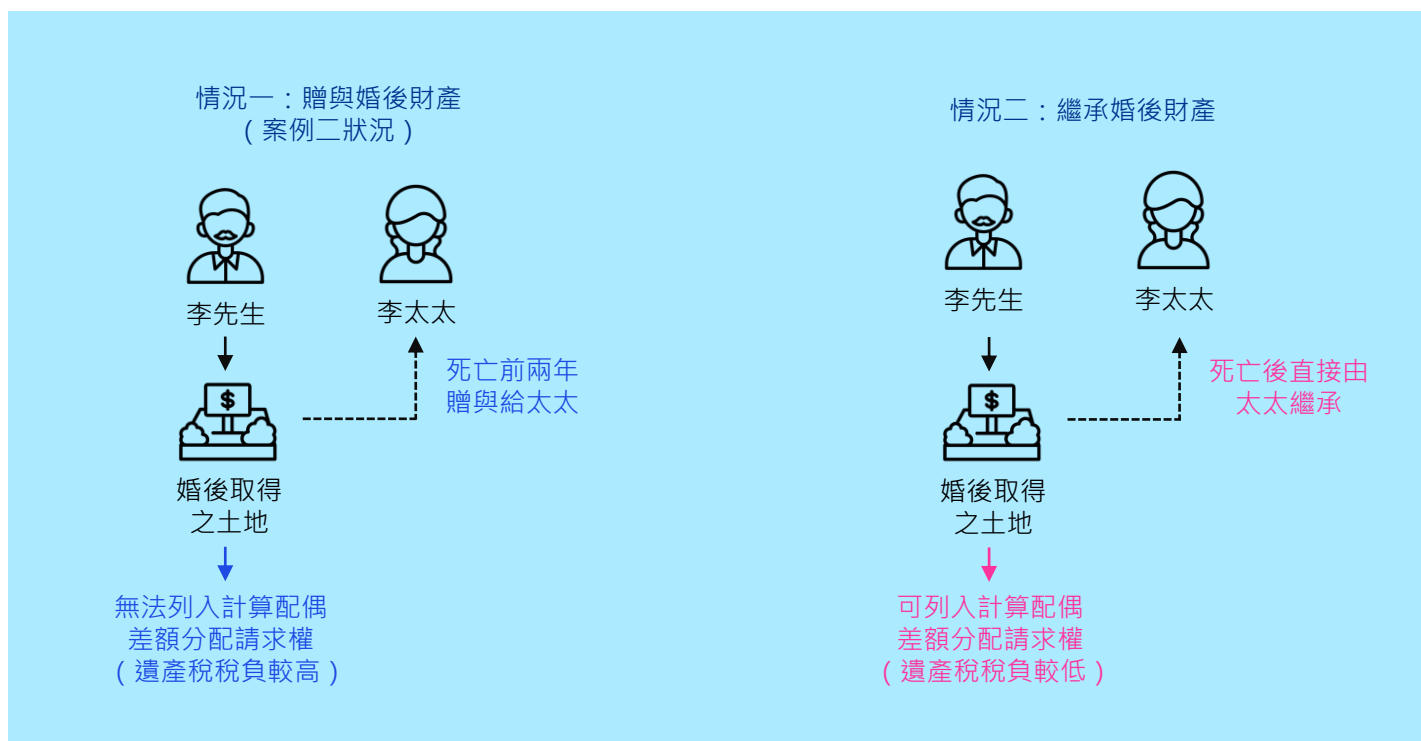 情況一：贈與婚後財產
（案例二狀況）
李先生
李太太
死亡前兩年
贈與給太太
$
婚後取得
之土地
無法列入計算配偶
差額分配請求權
（遺產稅稅負較高）
情況二：繼承婚後財產
李先生
李太太
死亡後直接由
太太繼承
$
婚後取得
之土地
可列入計算配偶
差額分配請求權
（遺產稅稅負較低）